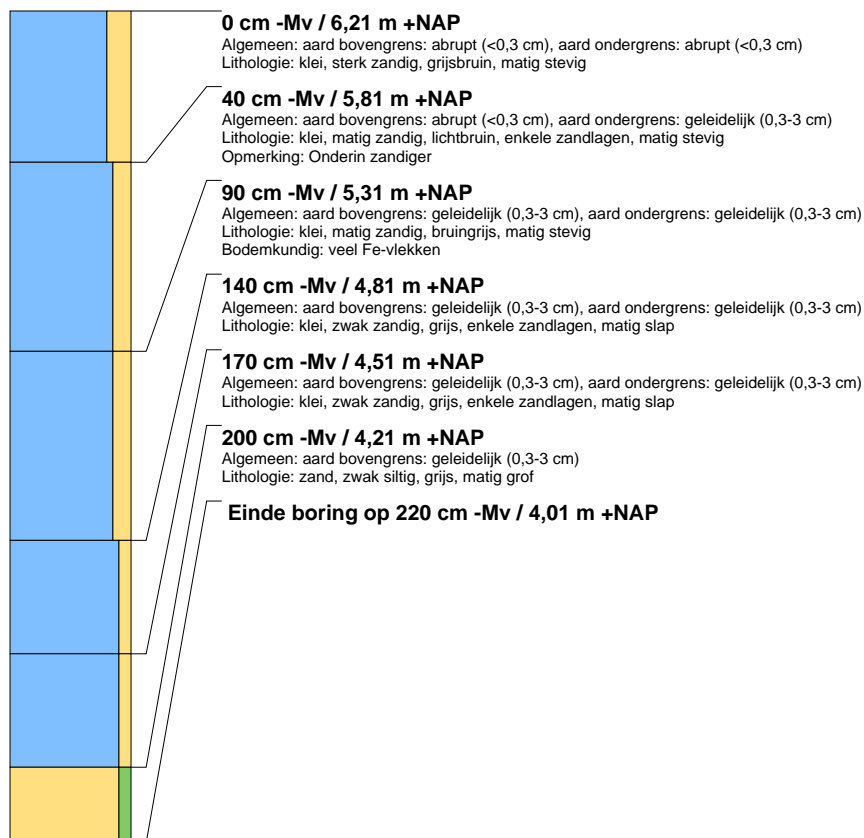 0 cm -Mv / 6,21 m +NAP
Algemeen: aard bovengrens: abrupt (<0,3 cm), aard ondergrens: abrupt (<0,3 cm)
Lithologie: klei, sterk zandig, grijsbruin, matig stevig
40 cm -Mv / 5,81 m +NAP
Algemeen: aard bovengrens: abrupt (<0,3 cm), aard ondergrens: geleidelijk (0,3-3 cm)
Lithologie: klei, matig zandig, lichtbruin, enkele zandlagen, matig stevig
Opmerking: Onderin zandiger
90 cm -Mv / 5,31 m +NAP
Algemeen: aard bovengrens: geleidelijk (0,3-3 cm), aard ondergrens: geleidelijk (0,3-3 cm)
Lithologie: klei, matig zandig, bruingrijs, matig stevig
Bodemkundig: veel Fe-vlekken
140 cm -Mv / 4,81 m +NAP
Algemeen: aard bovengrens: geleidelijk (0,3-3 cm), aard ondergrens: geleidelijk (0,3-3 cm)
Lithologie: klei, zwak zandig, grijs, enkele zandlagen, matig slap
170 cm -Mv / 4,51 m +NAP
Algemeen: aard bovengrens: geleidelijk (0,3-3 cm), aard ondergrens: geleidelijk (0,3-3 cm)
Lithologie: klei, zwak zandig, grijs, enkele zandlagen, matig slap
200 cm -Mv / 4,21 m +NAP
Algemeen: aard bovengrens: geleidelijk (0,3-3 cm)
Lithologie: zand, zwak siltig, grijs, matig grof
Einde boring op 220 cm -Mv / 4,01 m +NAP